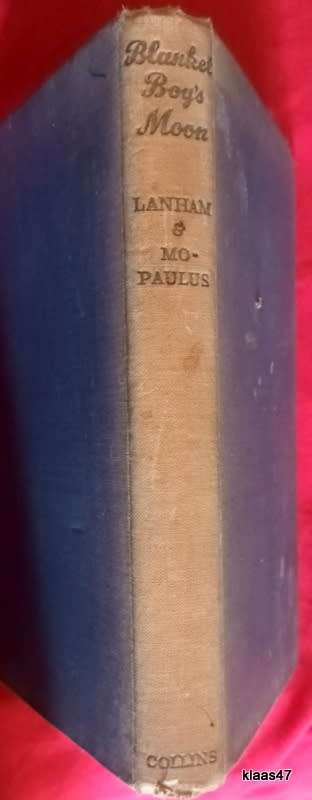 Blanket
Boy's
Moon
LANHAM
&
MO-
PAULUS
COLLINS
klaas47